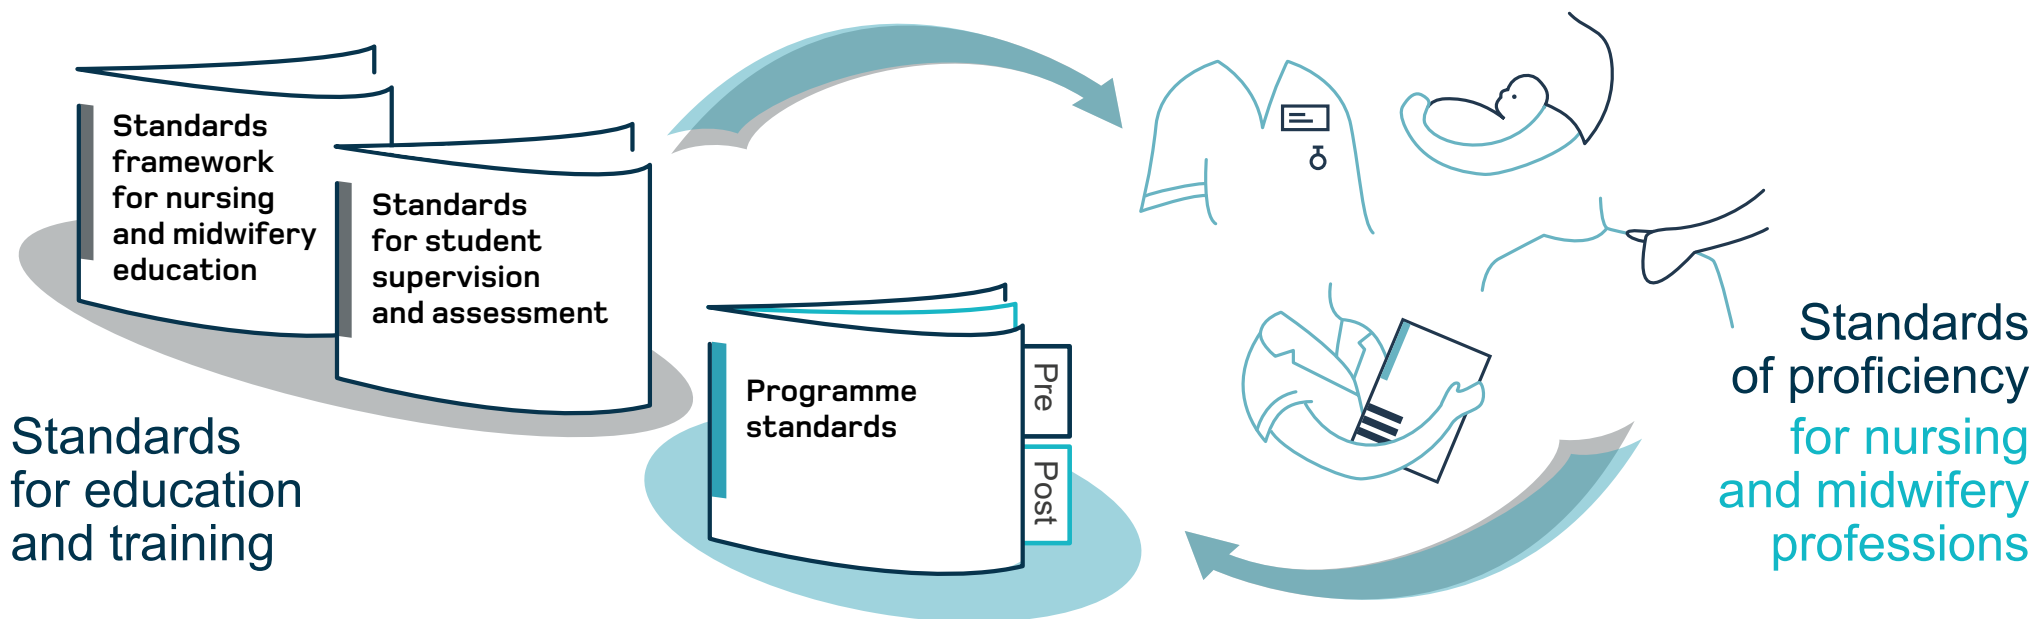 Standards
framework
for nursing
and midwifery
education
Standards
for student
supervision
and assessment
Programme
standards
Pre
Post
Standards
for education
and training
Standards
of proficiency
for nursing
and midwifery
professions